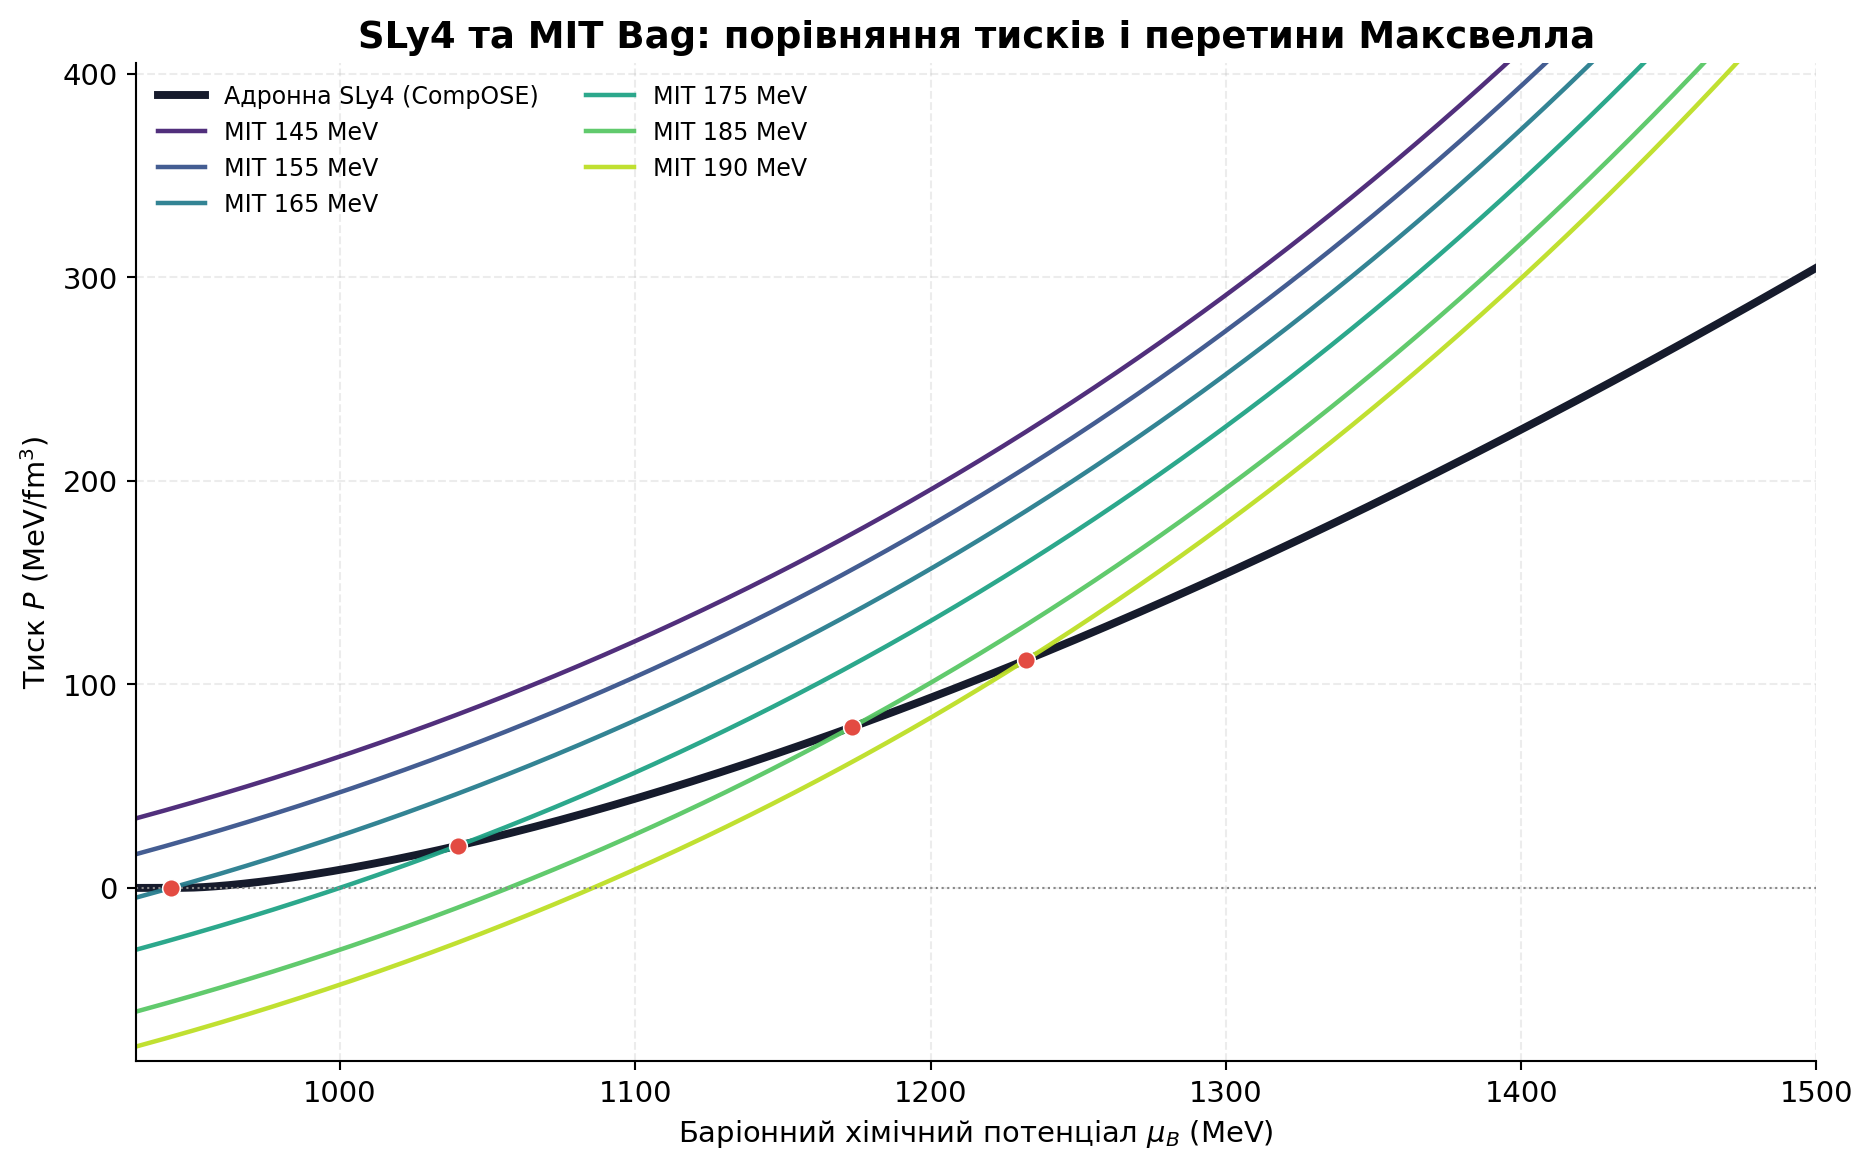 SLy4 та MIT Bag: порівняння тисків і перетини Максвелла
400
300
200
100
0
Тиск P (MeV/fm³)
Адронна SLy4 (CompOSE)
MIT 145 MeV
MIT 155 MeV
MIT 165 MeV
MIT 175 MeV
MIT 185 MeV
MIT 190 MeV
1000 1100 1200 1300 1400 1500
Баріонний хімічний потенціал μ_B (MeV)